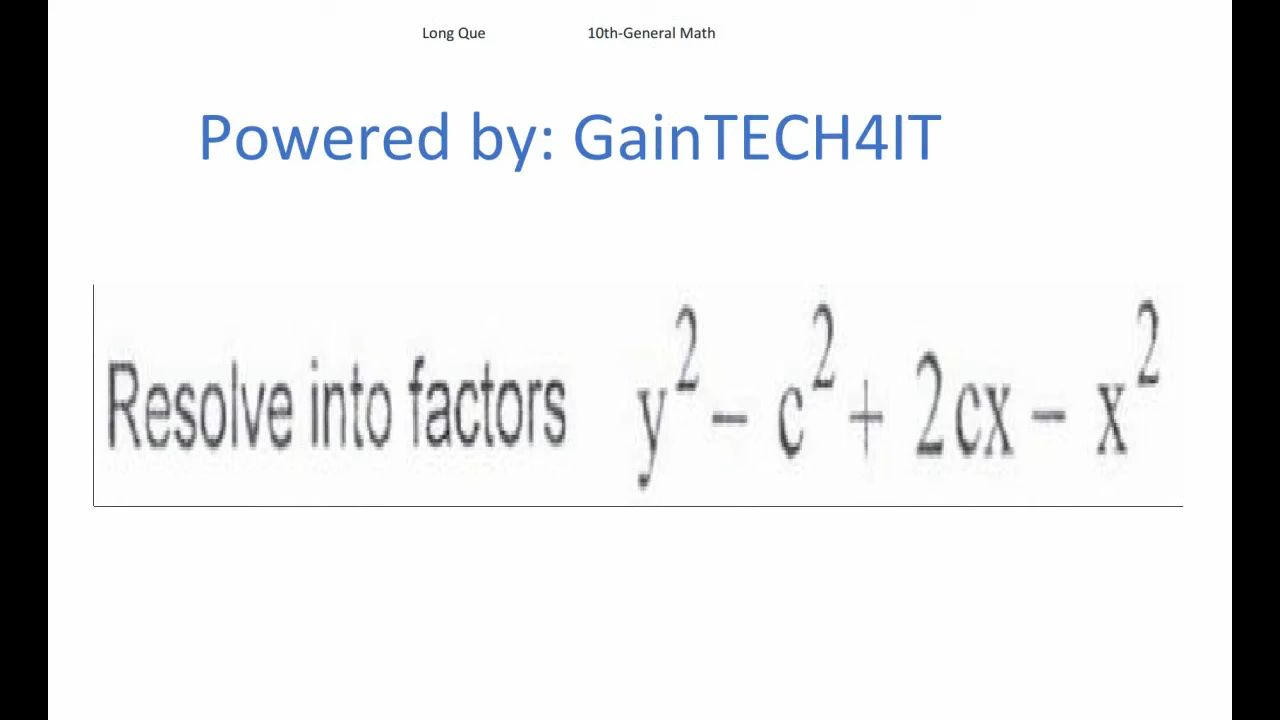 Long Que 10th-General Math
Powered by: GainTECH4IT
Resolve into factors y² − c² + 2cx − x²